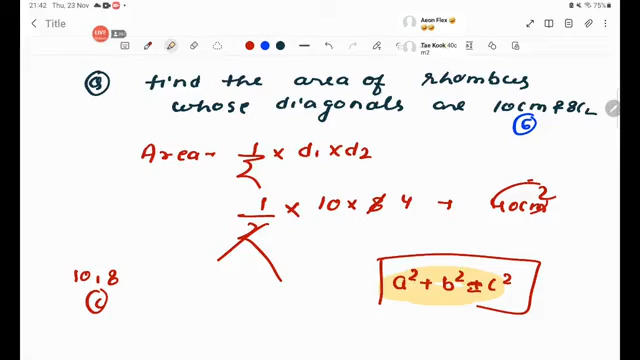 21:42 Thu, 23 Nov
75%
Title
Aeon Flex 🤣
🤣🤣
Tae Kook 40c
m2
Q find the area of rhombus
whose diagonals are 10cm & 8c
6
Area - 1/2 × d1 × d2
1/2 × 10 × 8 4
40cm2
10, 8
a² + b² ± c²